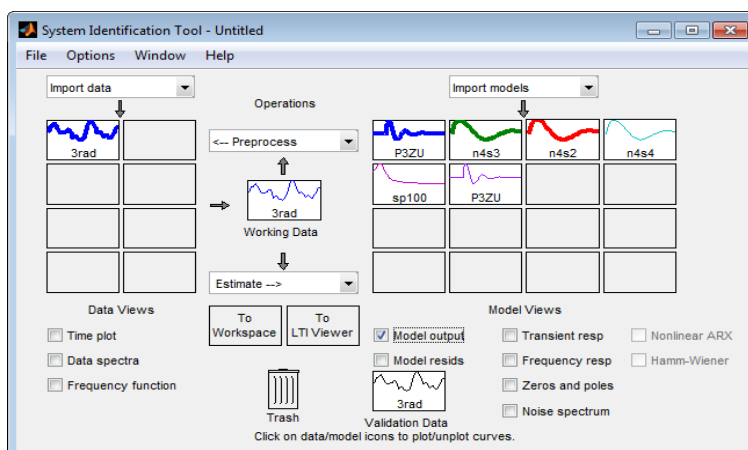 System Identification Tool - Untitled
File Options Window Help
Import data
Operations
Import models
3rad
<-- Preprocess
P3ZU n4s3 n4s2 n4s4
3rad
Working Data
sp100 P3ZU
Estimate -->
Data Views
To Workspace
To LTI Viewer
Model Views
Time plot
Model output
Transient resp
Nonlinear ARX
Data spectra
Model resids
Frequency resp
Hamm-Wiener
Frequency function
Zeros and poles
3rad
Noise spectrum
Trash
Validation Data
Click on data/model icons to plot/unplot curves.